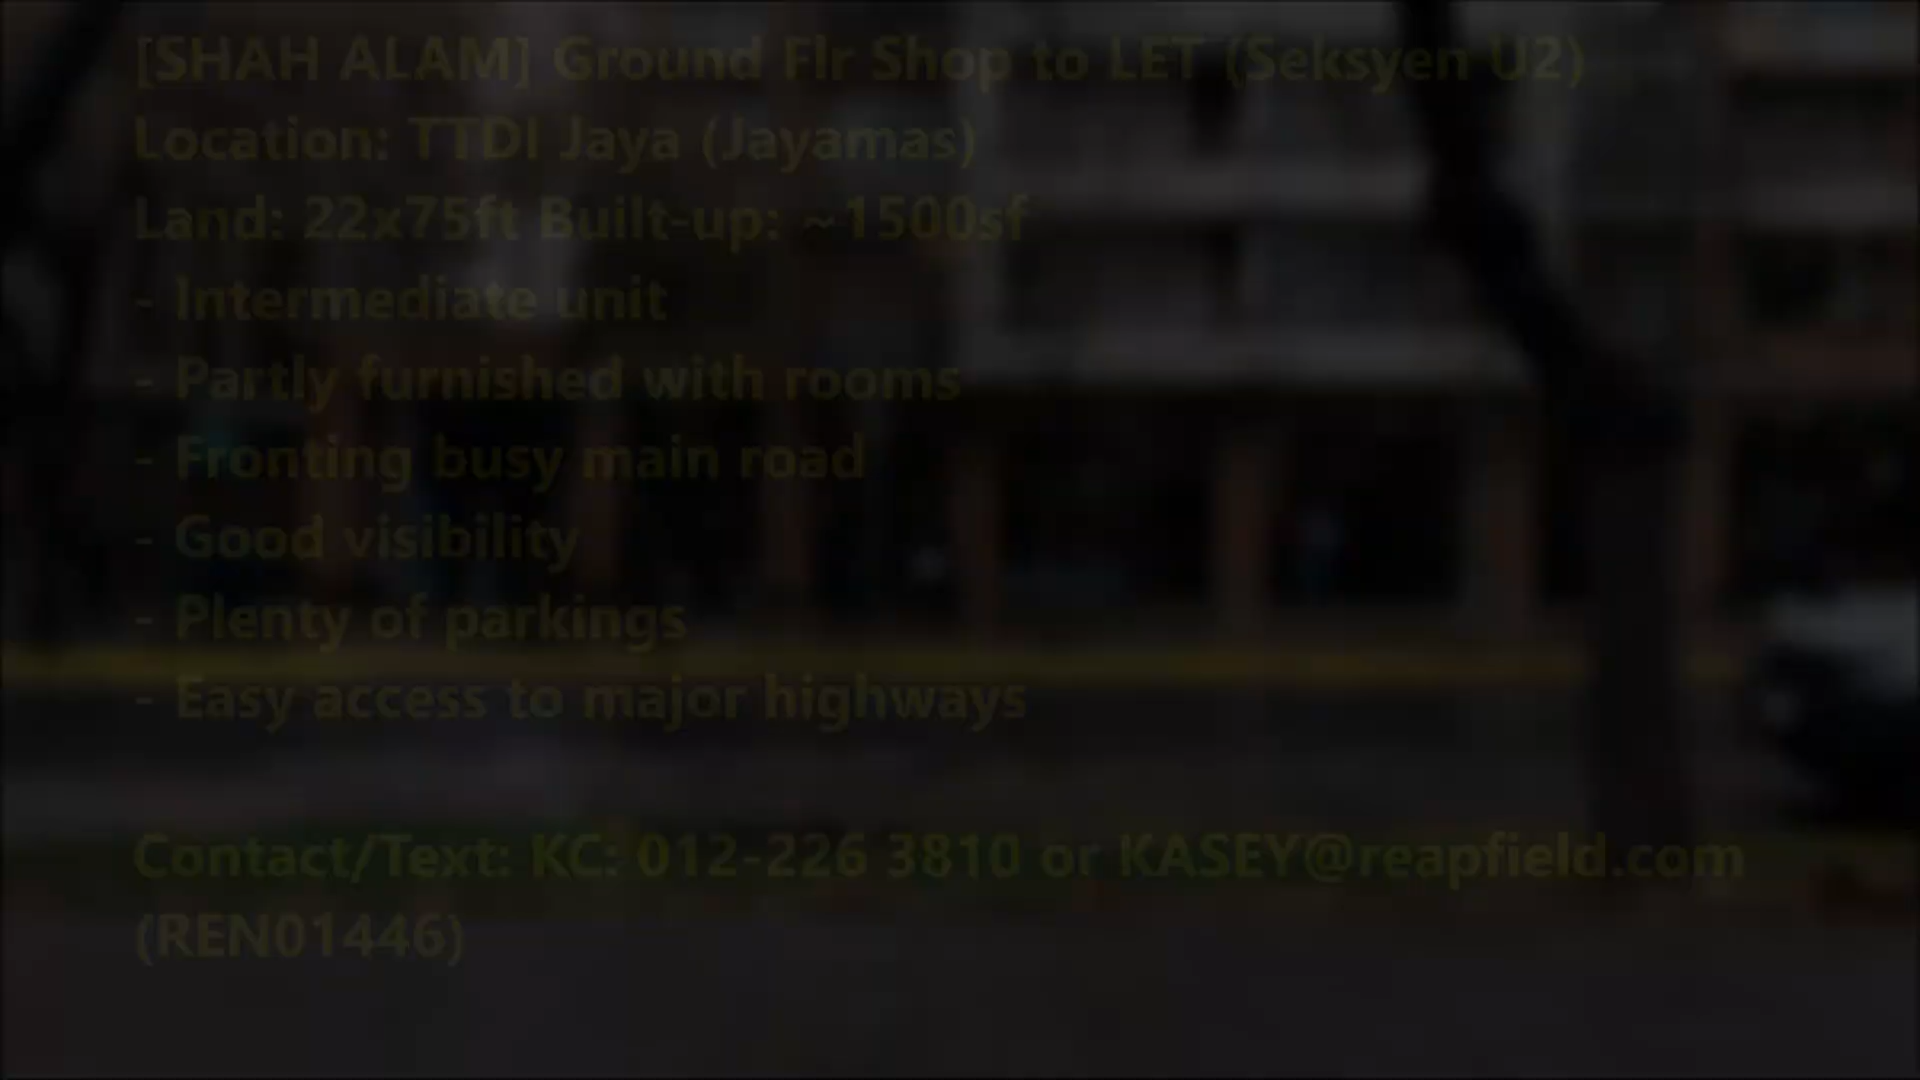 [SHAH ALAM] Ground Flr Shop to LET (Seksyen U2)
Location: TTDI Jaya (Jayamas)
Land: 22x75ft Built-up: ~1500sf
- Intermediate unit
- Partly furnished with rooms
- Fronting busy main road
- Good visibility
- Plenty of parkings
- Easy access to major highways
Contact/Text: KC: 012-226 3810 or KASEY@reapfield.com
(REN01446)